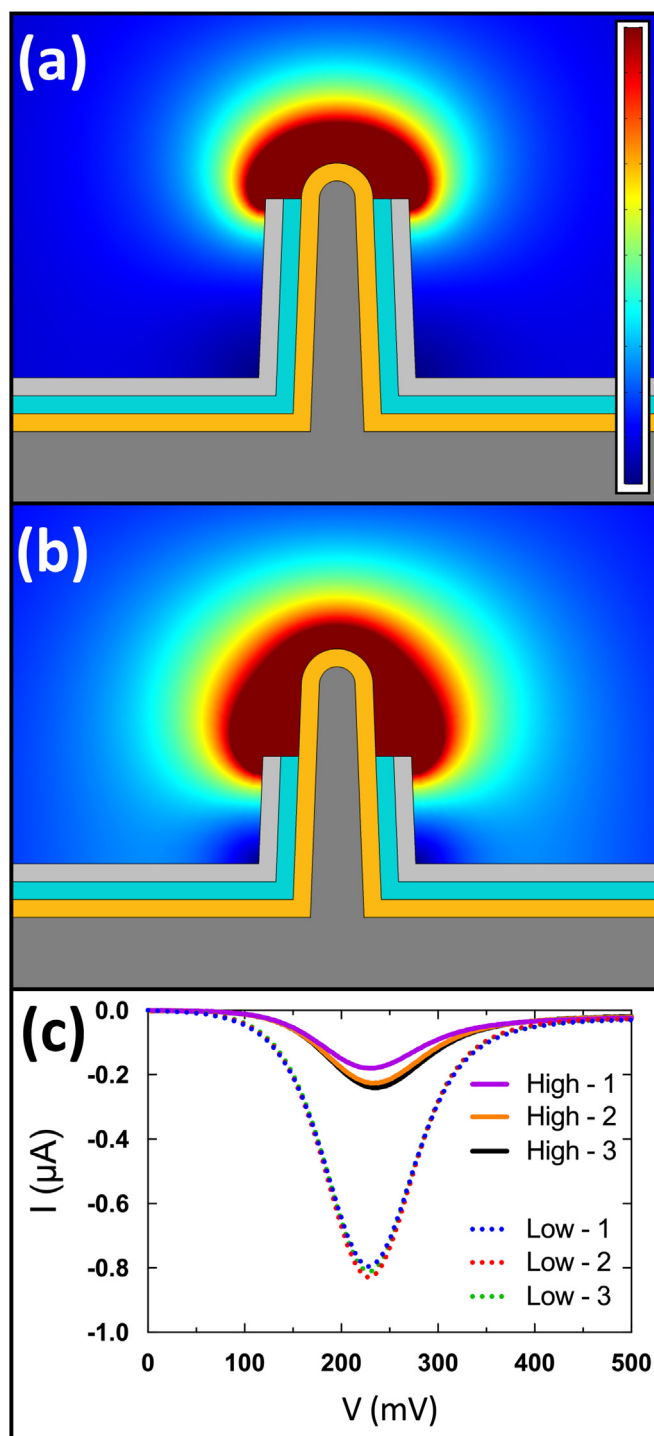 (a)
(b)
(c)
0.0
-0.2
-0.4
-0.6
-0.8
-1.0
I (µA)
High - 1
High - 2
High - 3
Low - 1
Low - 2
Low - 3
0 100 200 300 400 500
V (mV)